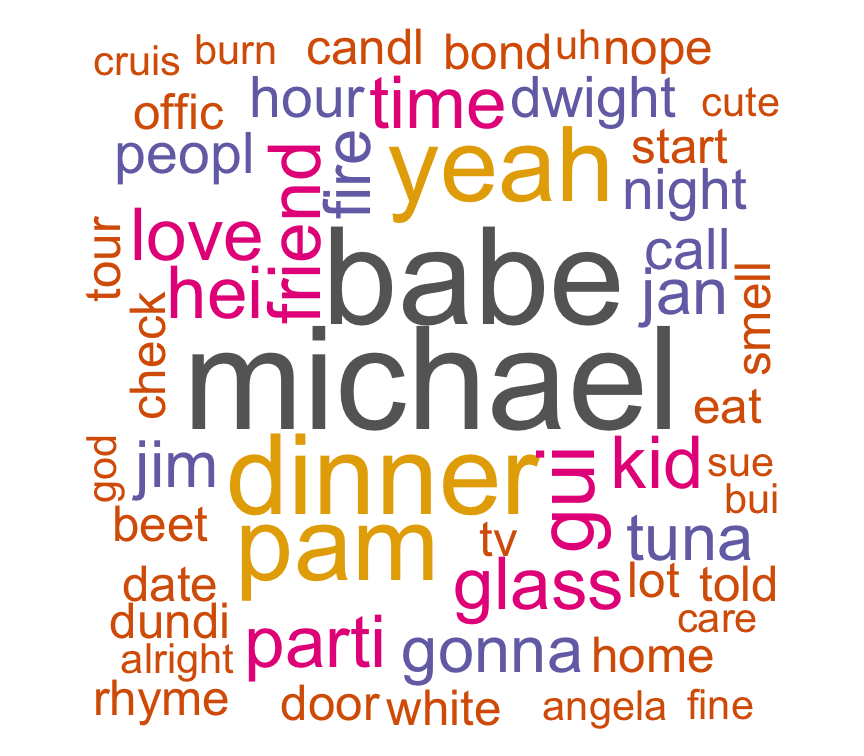 cruis burn candl bond uh nope
offic hour time dwight cute
peopl friend fire yeah start
night
tour love babe call
hei jan smell
check michael
eat
god jim dinner gui kid sue
bui
beet pam tv tuna
date glass lot told
dundi care
alright parti gonna home
rhyme door white angela fine